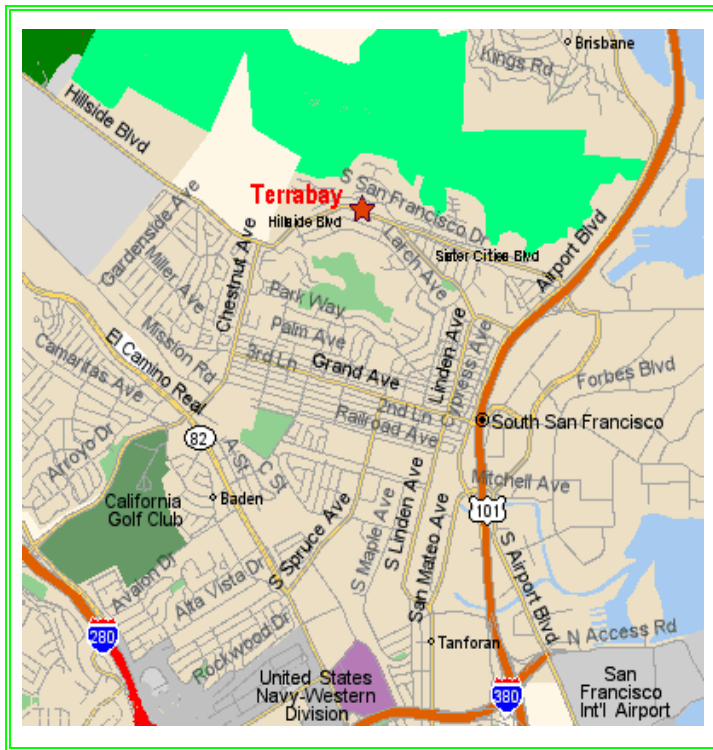 Brisbane
Kings Rd
Hillside Blvd
S San Francisco Dr
Terrabay
Hillside Blvd
Gardenside Ave
Larch Ave
Sister Cities Blvd
Airport Blvd
Miller Ave
Chestnut Ave
Park Way
Mission Rd
Palm Ave
El Camino Real
Camaritas Ave
3rd Ln
Grand Ave
Linden Ave
Cypress Ave
Forbes Blvd
2nd Ln
Railroad Ave
South San Francisco
82
Arroyo Dr
A St
C St
Mitchell Ave
California
Golf Club
Baden
101
S Spruce Ave
S Maple Ave
S Linden Ave
San Mateo Ave
S Airport Blvd
Avalon Dr
Alta Vista Dr
280
Rockwood Dr
Tanforan
N Access Rd
United States
Navy-Western
Division
380
San
Francisco
Int'l Airport